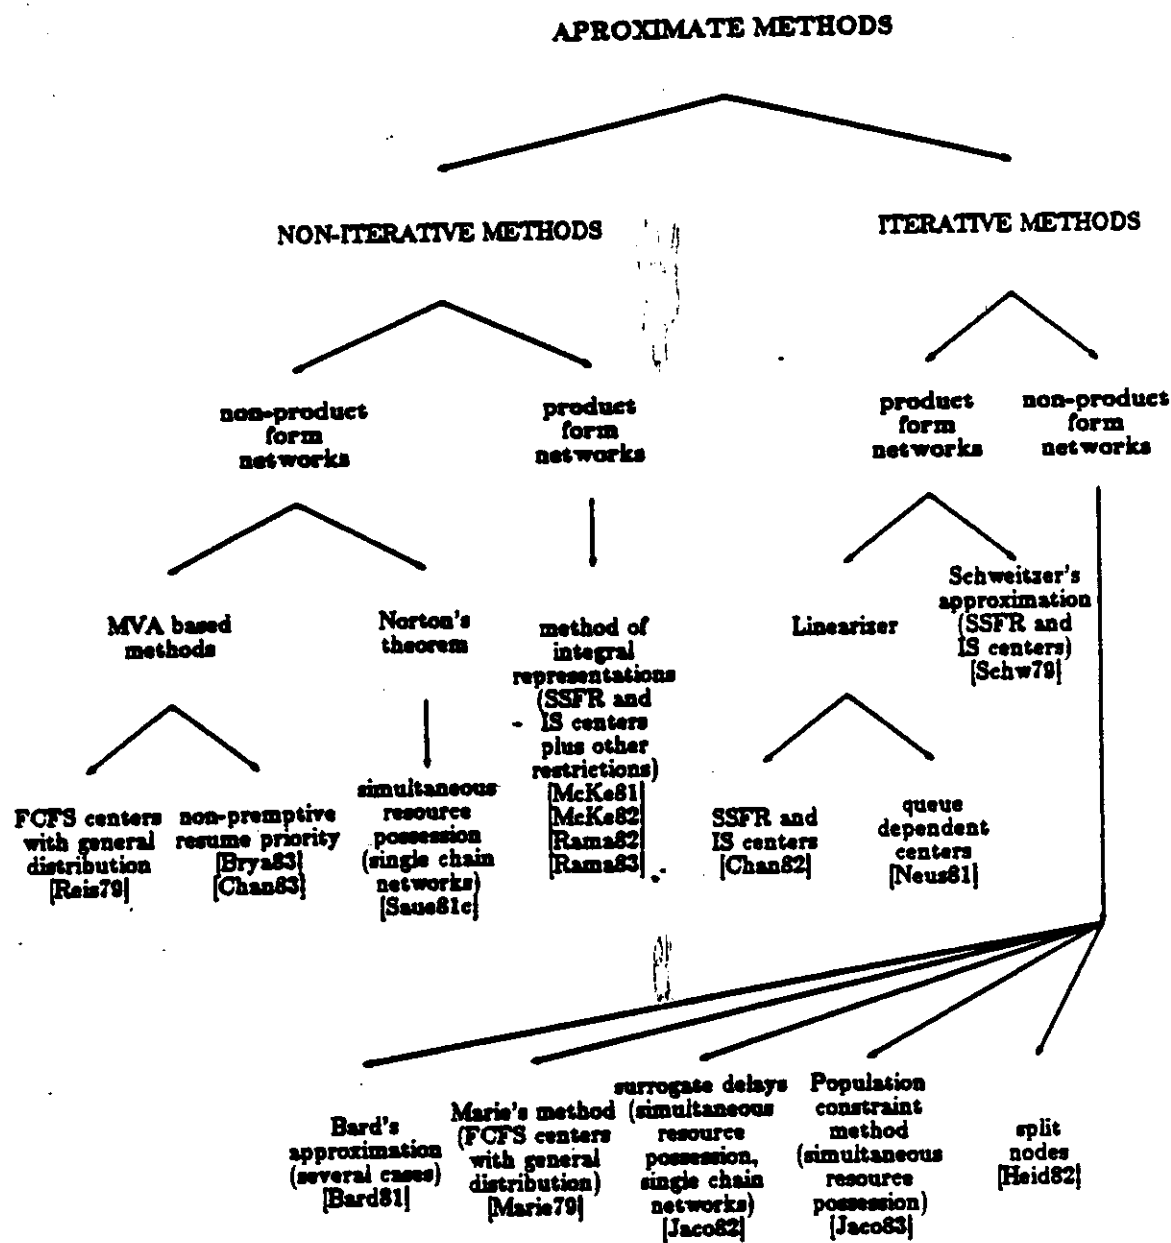 APROXIMATE METHODS
NON-ITERATIVE METHODS
ITERATIVE METHODS
non-product
form
networks
product
form
networks
product
form
networks
non-product
form
networks
MVA based
methods
Norton's
theorem
method of
integral
representations
(SSFR and
IS centers
plus other
restrictions)
[McKe81]
[McKe82]
[Rama82]
[Rama83]
Linearizer
Schweitzer's
approximation
(SSFR and
IS centers)
[Schw79]
FCFS centers
with general
distribution
[Reis79]
non-premptive
resume priority
[Brya83]
[Chan83]
simultaneous
resource
possession
(single chain
networks)
[Saue81c]
SSFR and
IS centers
[Chan82]
queue
dependent
centers
[Neus81]
Bard's
approximation
(several cases)
[Bard81]
Marie's method
(FCFS centers
with general
distribution)
[Marie79]
surrogate delays
(simultaneous
resource
possession,
single chain
networks)
[Jaco82]
Population
constraint
method
(simultaneous
resource
possession)
[Jaco83]
split
nodes
[Heid82]